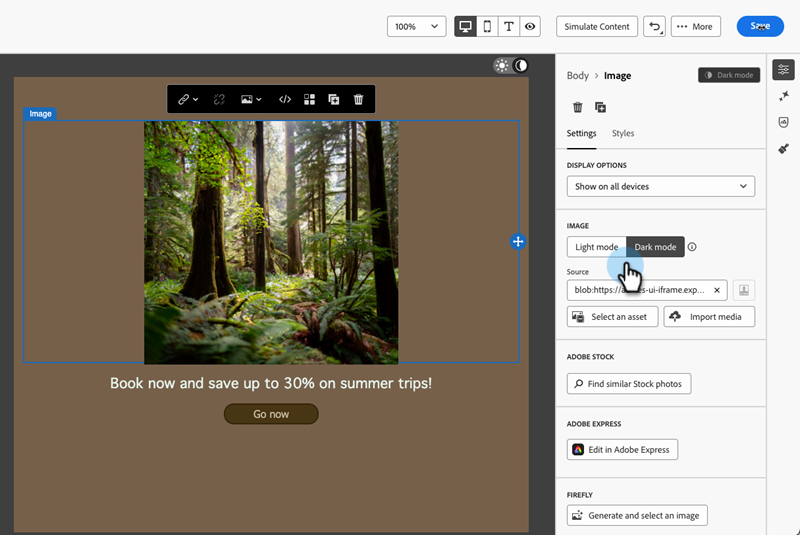 100%
T
Simulate Content
More
Save
Body > Image
Dark mode
Image
Settings
Styles
DISPLAY OPTIONS
Show on all devices
IMAGE
Light mode
Dark mode
Source
blob:https://
es-ui-iframe.exp...
Select an asset
Import media
ADOBE STOCK
Find similar Stock photos
ADOBE EXPRESS
Edit in Adobe Express
FIREFLY
Generate and select an image
Book now and save up to 30% on summer trips!
Go now